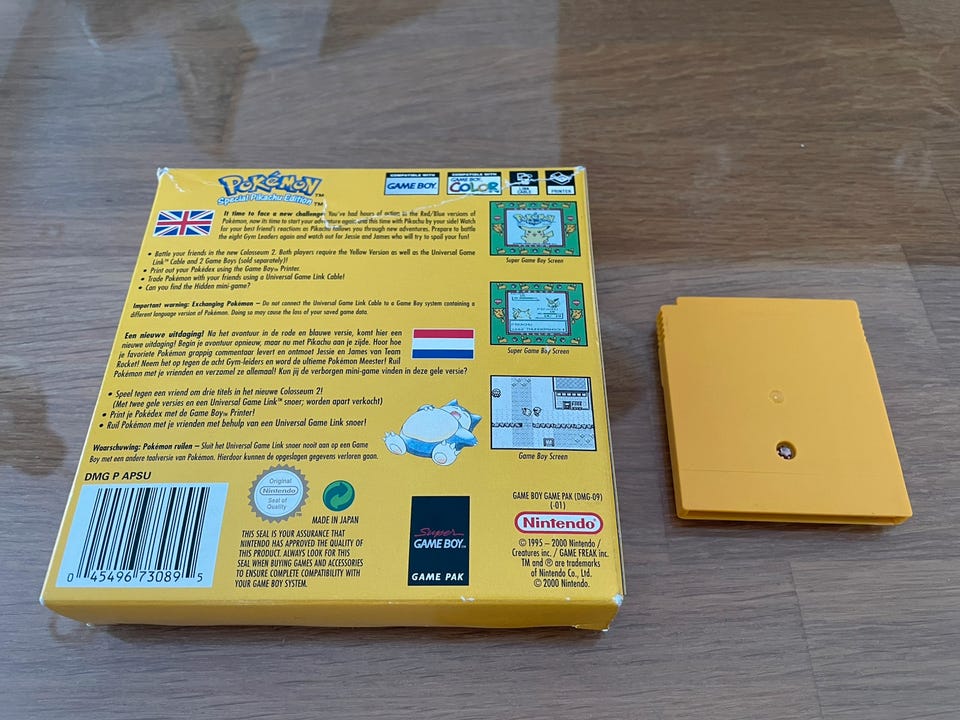 POKéMON™
Special Pikachu Edition
COMPATIBLE WITH
GAME BOY™
COMPATIBLE WITH
GAME BOY COLOR
LINK CABLE
PRINTER
It time to face a new challenge: You've had hours of action in the Red/Blue versions of
Pokémon, now its time to start your adventure again and this time with Pikachu by your side! Watch
for your best friend's reactions as Pikachu follows you through new adventures. Prepare to battle
the eight Gym Leaders again and watch out for Jessie and James who will try to spoil your fun!
• Battle your friends in the new Colosseum 2. Both players require the Yellow Version as well as the Universal Game
Link™ Cable and 2 Game Boys (sold separately)!
• Print out your Pokédex using the Game Boy™ Printer.
• Trade Pokémon with your friends using a Universal Game Link Cable!
• Can you find the Hidden mini-game?
Important warning: Exchanging Pokémon – Do not connect the Universal Game Link Cable to a Game Boy system containing a
different language version of Pokémon. Doing so may cause the loss of your saved game data.
Super Game Boy Screen
Een nieuwe uitdaging! Na het avontuur in de rode en blauwe versie, komt hier een
nieuwe uitdaging! Begin je avontuur opnieuw, maar nu met Pikachu aan je zijde. Hoor hoe
je favoriete Pokémon grappig commentaar levert en ontmoet Jessie en James van Team
Rocket! Neem het op tegen de acht Gym-leiders en word de ultieme Pokémon Meester! Ruil
Pokémon met je vrienden en verzamel ze allemaal! Kun jij de verborgen mini-game vinden in deze gele versie?
Super Game Boy Screen
• Speel tegen een vriend om drie titels in het nieuwe Colosseum 2!
(Met twee gele versies en een Universal Game Link™ snoer; worden apart verkocht)
• Print je Pokédex met de Game Boy™ Printer!
• Ruil Pokémon met je vrienden met behulp van een Universal Game Link snoer!
Waarschuwing: Pokémon ruilen – Sluit het Universal Game Link snoer nooit aan op een Game
Boy met een andere taalversie van Pokémon. Hierdoor kunnen de opgeslagen gegevens verloren gaan.
Game Boy Screen
DMG P APSU
0 45496 73089 5
Original
Nintendo
Seal of
Quality
MADE IN JAPAN
THIS SEAL IS YOUR ASSURANCE THAT
NINTENDO HAS APPROVED THE QUALITY OF
THIS PRODUCT. ALWAYS LOOK FOR THIS
SEAL WHEN BUYING GAMES AND ACCESSORIES
TO ENSURE COMPLETE COMPATIBILITY WITH
YOUR GAME BOY SYSTEM.
Super
GAME BOY™
GAME PAK
GAME BOY GAME PAK (DMG-09)
(-01)
Nintendo®
© 1995 – 2000 Nintendo /
Creatures inc. / GAME FREAK inc.
TM and ® are trademarks
of Nintendo Co., Ltd.
© 2000 Nintendo.